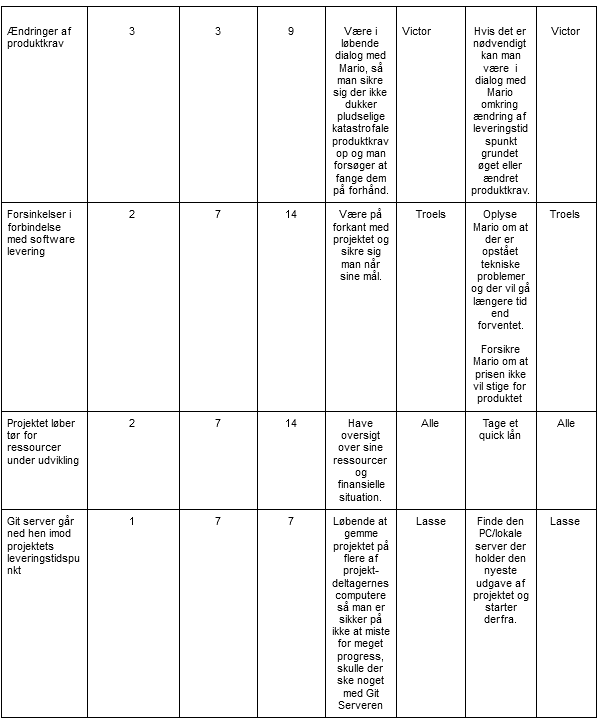 Ændringer af
produktkrav
3
3
9
Være i
løbende
dialog med
Mario, så
man sikre
sig der ikke
dukker
pludselige
katastrofale
produktkrav
op og man
forsøger at
fange dem
på forhånd.
Victor
Hvis det er
nødvendigt
kan man
være i
dialog med
Mario
omkring
ændring af
leveringstid
spunkt
grundet
øget eller
ændret
produktkrav.
Victor
Forsinkelser i
forbindelse
med software
levering
2
7
14
Være på
forkant med
projektet og
sikre sig
man når
sine mål.
Troels
Oplyse
Mario om at
der er
opstået
tekniske
problemer
og der vil gå
længere tid
end
forventet.
Forsikre
Mario om at
prisen ikke
vil stige for
produktet
Troels
Projektet løber
tør for
ressourcer
under udvikling
2
7
14
Have
oversigt
over sine
ressourcer
og
finansielle
situation.
Alle
Tage et
quick lån
Alle
Git server går
ned hen imod
projektets
leveringstidspu
nkt
1
7
7
Løbende at
gemme
projektet på
flere af
projekt-
deltagernes
computere
så man er
sikker på
ikke at miste
for meget
progress,
skulle der
ske noget
med Git
Serveren
Lasse
Finde den
PC/lokale
server der
holder den
nyeste
udgave af
projektet og
starter
derfra.
Lasse